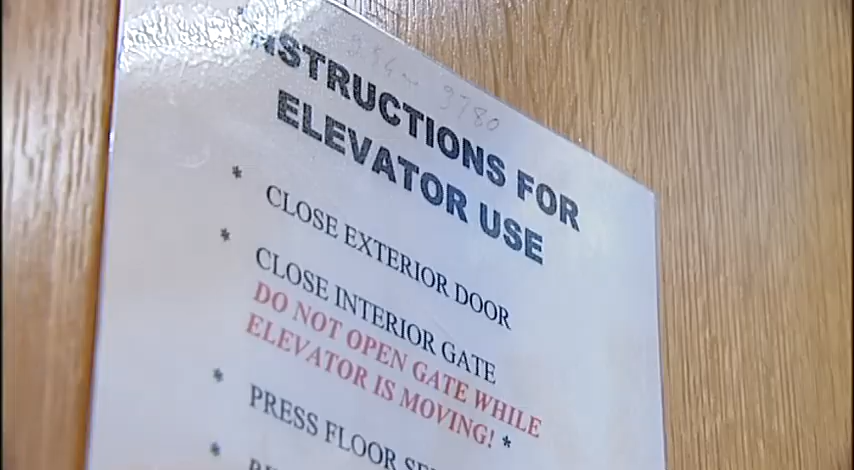 INSTRUCTIONS FOR
ELEVATOR USE
* CLOSE EXTERIOR DOOR
* CLOSE INTERIOR GATE
DO NOT OPEN GATE WHILE
ELEVATOR IS MOVING! *
* PRESS FLOOR
*